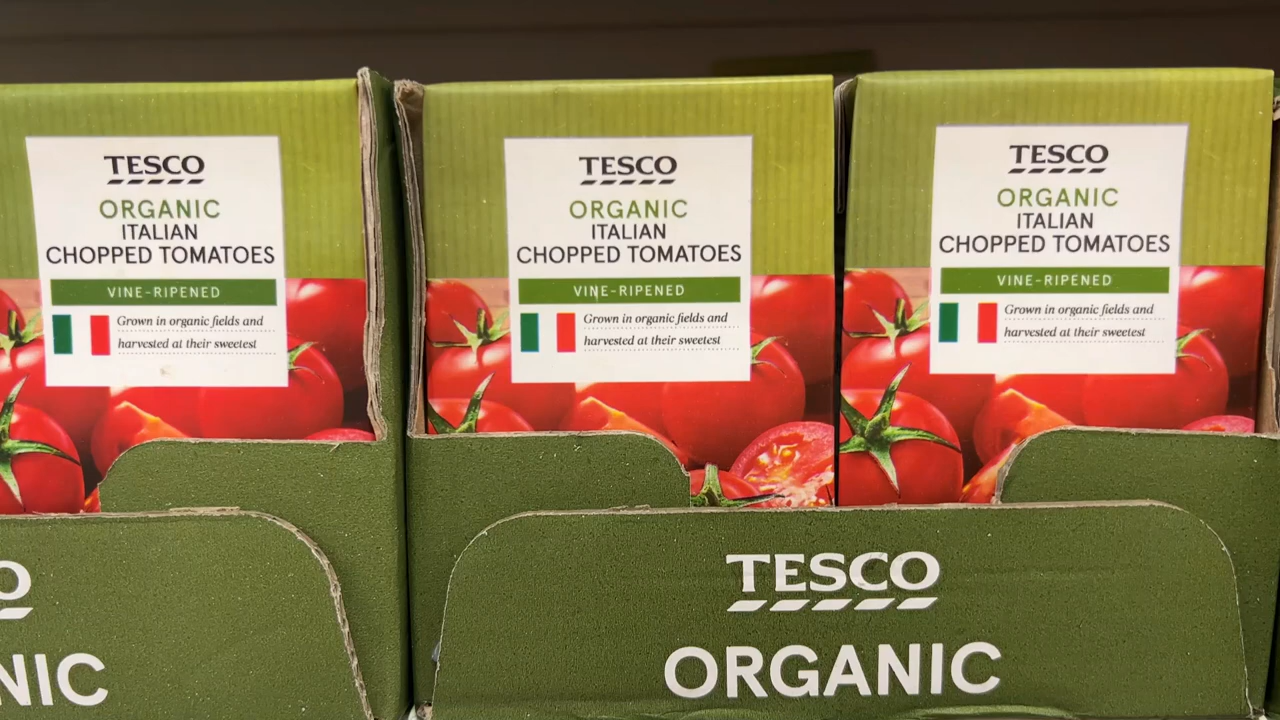 TESCO
ORGANIC
ITALIAN
CHOPPED TOMATOES
VINE-RIPENED
Grown in organic fields and
harvested at their sweetest
TESCO
ORGANIC
ITALIAN
CHOPPED TOMATOES
VINE-RIPENED
Grown in organic fields and
harvested at their sweetest
TESCO
ORGANIC
ITALIAN
CHOPPED TOMATOES
VINE-RIPENED
Grown in organic fields and
harvested at their sweetest
O
NIC
TESCO
ORGANIC